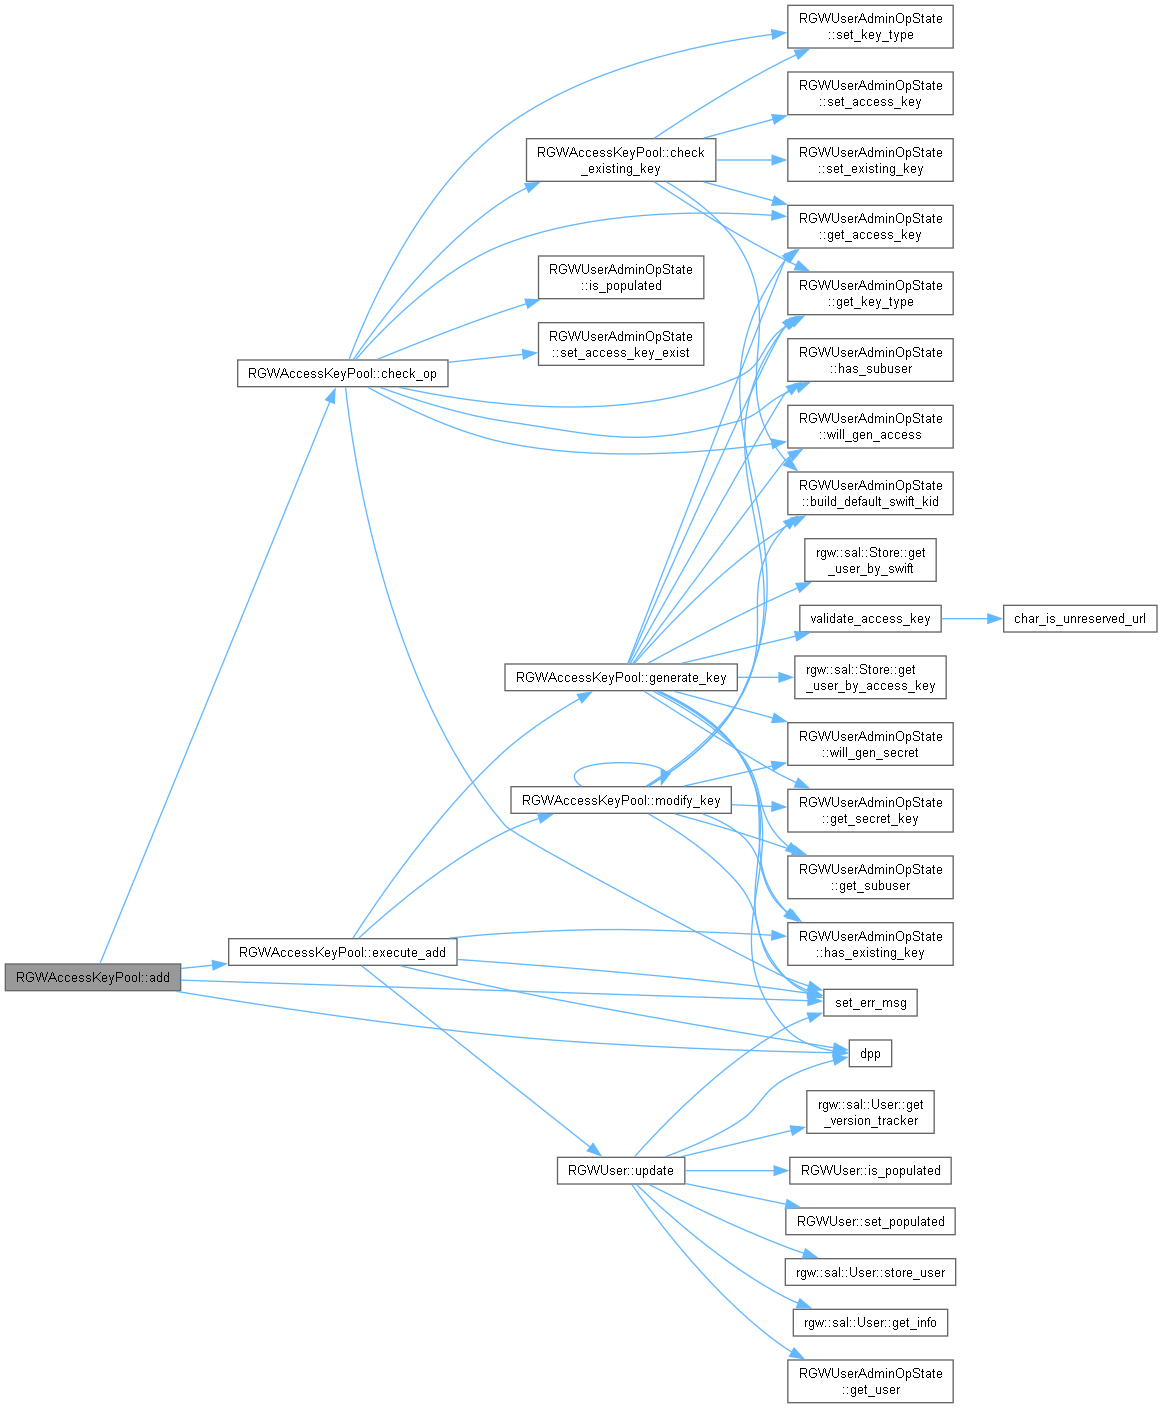 RGWUserAdminOpState
::set_key_type
RGWUserAdminOpState
::set_access_key
RGWAccessKeyPool::check
_existing_key
RGWUserAdminOpState
::set_existing_key
RGWUserAdminOpState
::get_access_key
RGWUserAdminOpState
::is_populated
RGWUserAdminOpState
::get_key_type
RGWUserAdminOpState
::set_access_key_exist
RGWUserAdminOpState
::has_subuser
RGWAccessKeyPool::check_op
RGWUserAdminOpState
::will_gen_access
RGWUserAdminOpState
::build_default_swift_kid
rgw::sal::Store::get
_user_by_swift
validate_access_key
char_is_unreserved_url
RGWAccessKeyPool::generate_key
rgw::sal::Store::get
_user_by_access_key
RGWUserAdminOpState
::will_gen_secret
RGWAccessKeyPool::modify_key
RGWUserAdminOpState
::get_secret_key
RGWUserAdminOpState
::get_subuser
RGWAccessKeyPool::execute_add
RGWUserAdminOpState
::has_existing_key
RGWAccessKeyPool::add
set_err_msg
dpp
rgw::sal::User::get
_version_tracker
RGWUser::update
RGWUser::is_populated
RGWUser::set_populated
rgw::sal::User::store_user
rgw::sal::User::get_info
RGWUserAdminOpState
::get_user